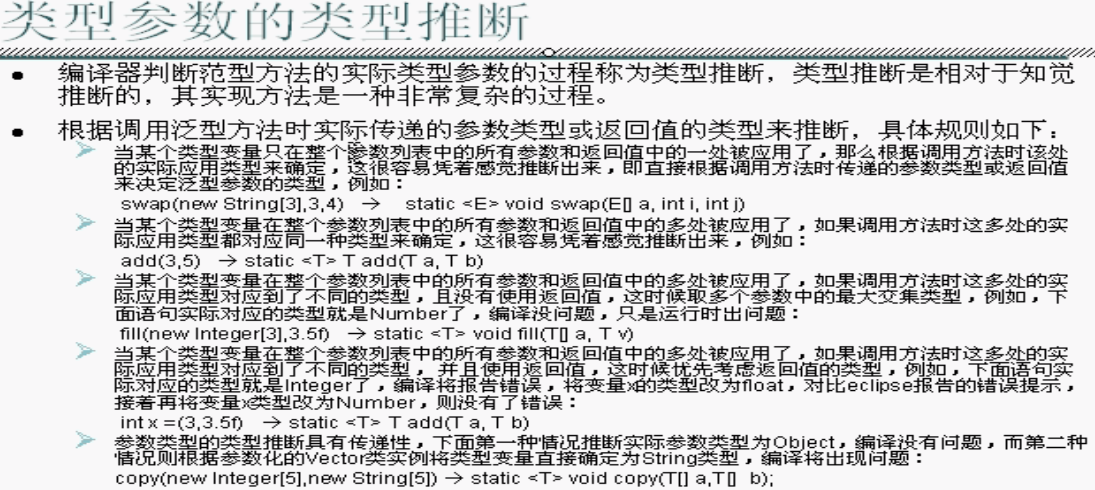 类型参数的类型推断
编译器判断范型方法的实际类型参数的过程称为类型推断，类型推断是相对于知觉
推断的，其实现方法是一种非常复杂的过程。
根据调用泛型方法时实际传递的参数类型或返回值的类型来推断，具体规则如下：
当某个类型变量只在整个参数列表中的所有参数和返回值中的一处被应用了，那么根据调用方法时该处
的实际应用类型来确定，这很容易凭着感觉推断出来，即直接根据调用方法时传递的参数类型或返回值
来决定泛型参数的类型，例如：
swap(new String[3],3,4) → static <E> void swap(E[] a, int i, int j)
当某个类型变量在整个参数列表中的所有参数和返回值中的多处被应用了，如果调用方法时这多处的实
际应用类型都对应同一种类型来确定，这很容易凭着感觉推断出来，例如：
add(3,5) → static <T> T add(T a, T b)
当某个类型变量在整个参数列表中的所有参数和返回值中的多处被应用了，如果调用方法时这多处的实
际应用类型对应到了不同的类型，且没有使用返回值，这时候取多个参数中的最大交集类型，例如，下
面语句实际对应的类型就是Number了，编译没问题，只是运行时出问题：
fill(new Integer[3],3.5f) → static <T> void fill(T[] a, T v)
当某个类型变量在整个参数列表中的所有参数和返回值中的多处被应用了，如果调用方法时这多处的实
际应用类型对应到了不同的类型， 并且使用返回值，这时候优先考虑返回值的类型，例如，下面语句实
际对应的类型就是Integer了，编译将报告错误，将变量x的类型改为float，对比eclipse报告的错误提示，
接着再将变量x类型改为Number，则没有了错误：
int x =(3,3.5f) → static <T> T add(T a, T b)
参数类型的类型推断具有传递性，下面第一种情况推断实际参数类型为Object，编译没有问题，而第二种
情况则根据参数化的Vector类实例将类型变量直接确定为String类型，编译将出现问题：
copy(new Integer[5],new String[5]) → static <T> void copy(T[] a,T[] b);